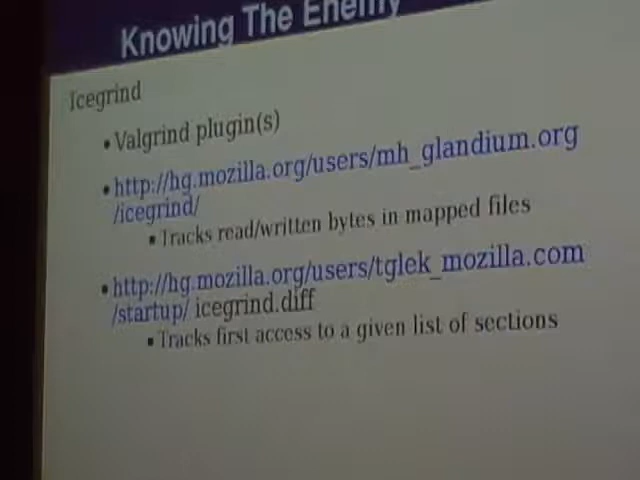 Knowing The Enemy
Icegrind
• Valgrind plugin(s)
• http://hg.mozilla.org/users/mh_glandium.org
/icegrind/
• Tracks read/written bytes in mapped files
• http://hg.mozilla.org/users/tglek_mozilla.com
/startup/ icegrind.diff
• Tracks first access to a given list of sections